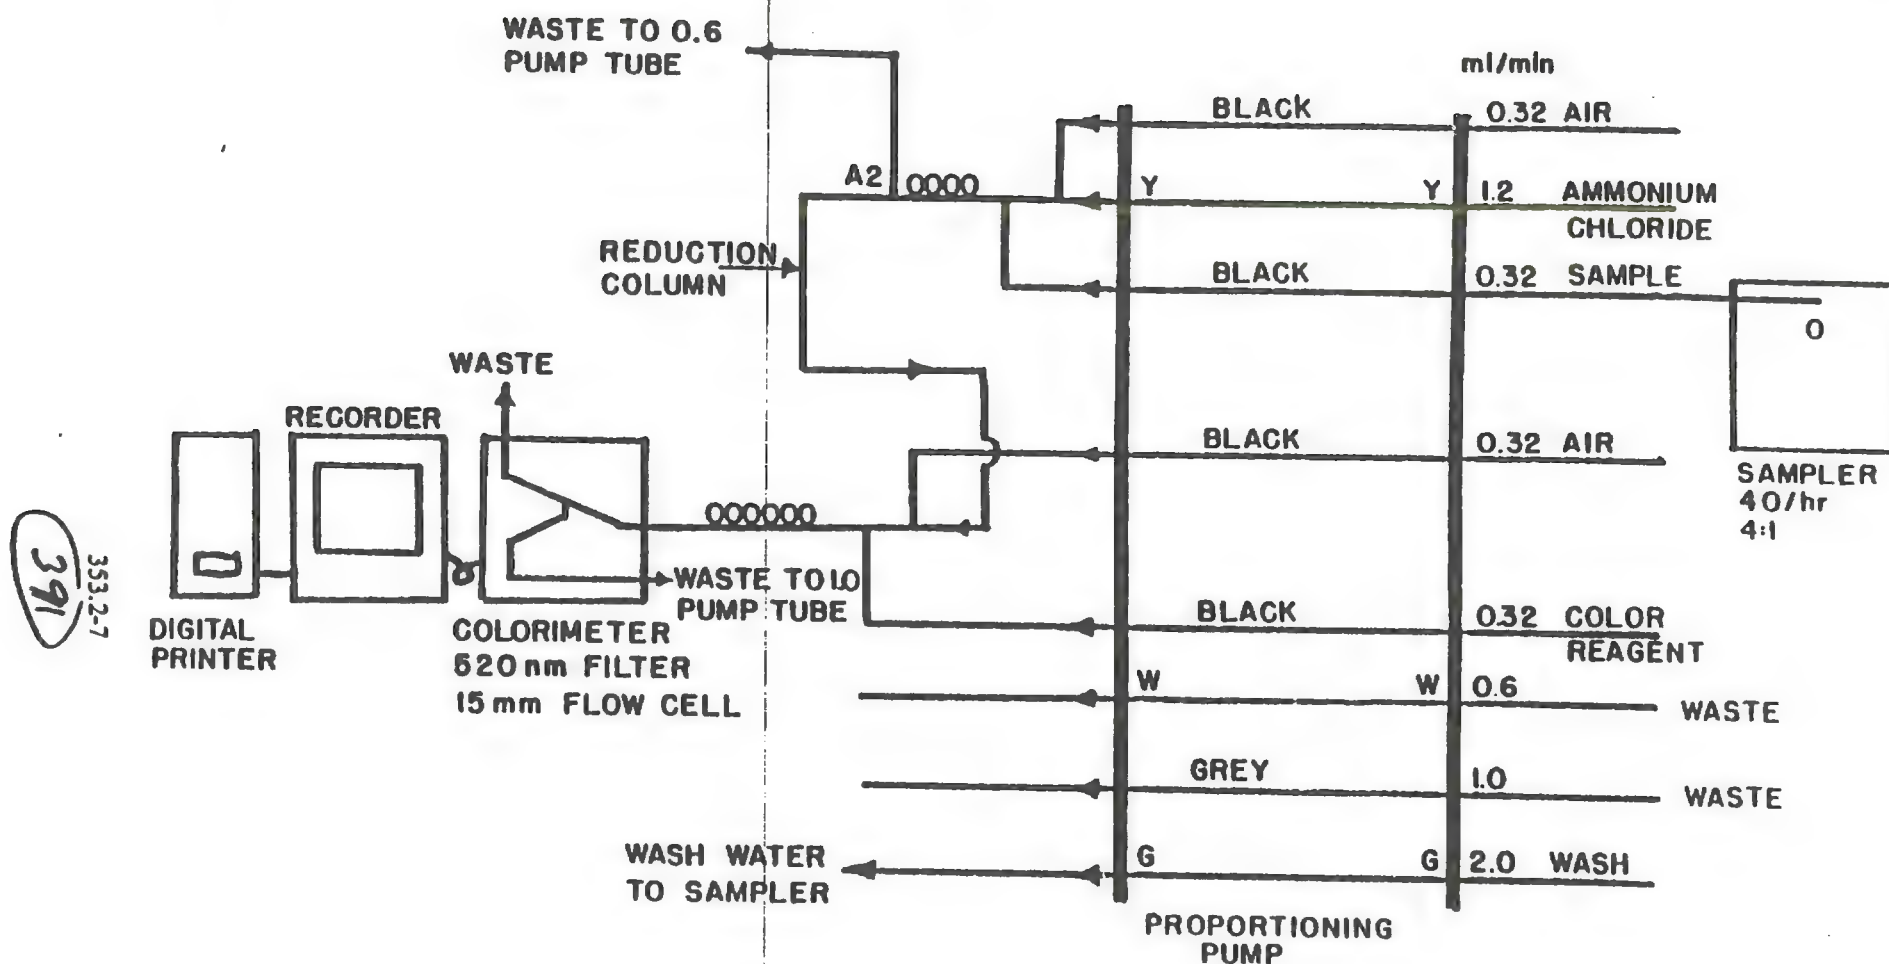 WASTE TO 0.6
PUMP TUBE
ml/min
BLACK
0.32 AIR
A2
0000
Y
Y
1.2 AMMONIUM
CHLORIDE
REDUCTION
COLUMN
BLACK
0.32 SAMPLE
0
WASTE
RECORDER
BLACK
0.32 AIR
SAMPLER
40/hr
4:1
000000
WASTE TO 1.0
PUMP TUBE
353.2-7
391
DIGITAL
PRINTER
COLORIMETER
520 nm FILTER
15 mm FLOW CELL
BLACK
0.32 COLOR
REAGENT
W
W
0.6
WASTE
GREY
1.0
WASTE
WASH WATER
TO SAMPLER
G
G
2.0 WASH
PROPORTIONING
PUMP